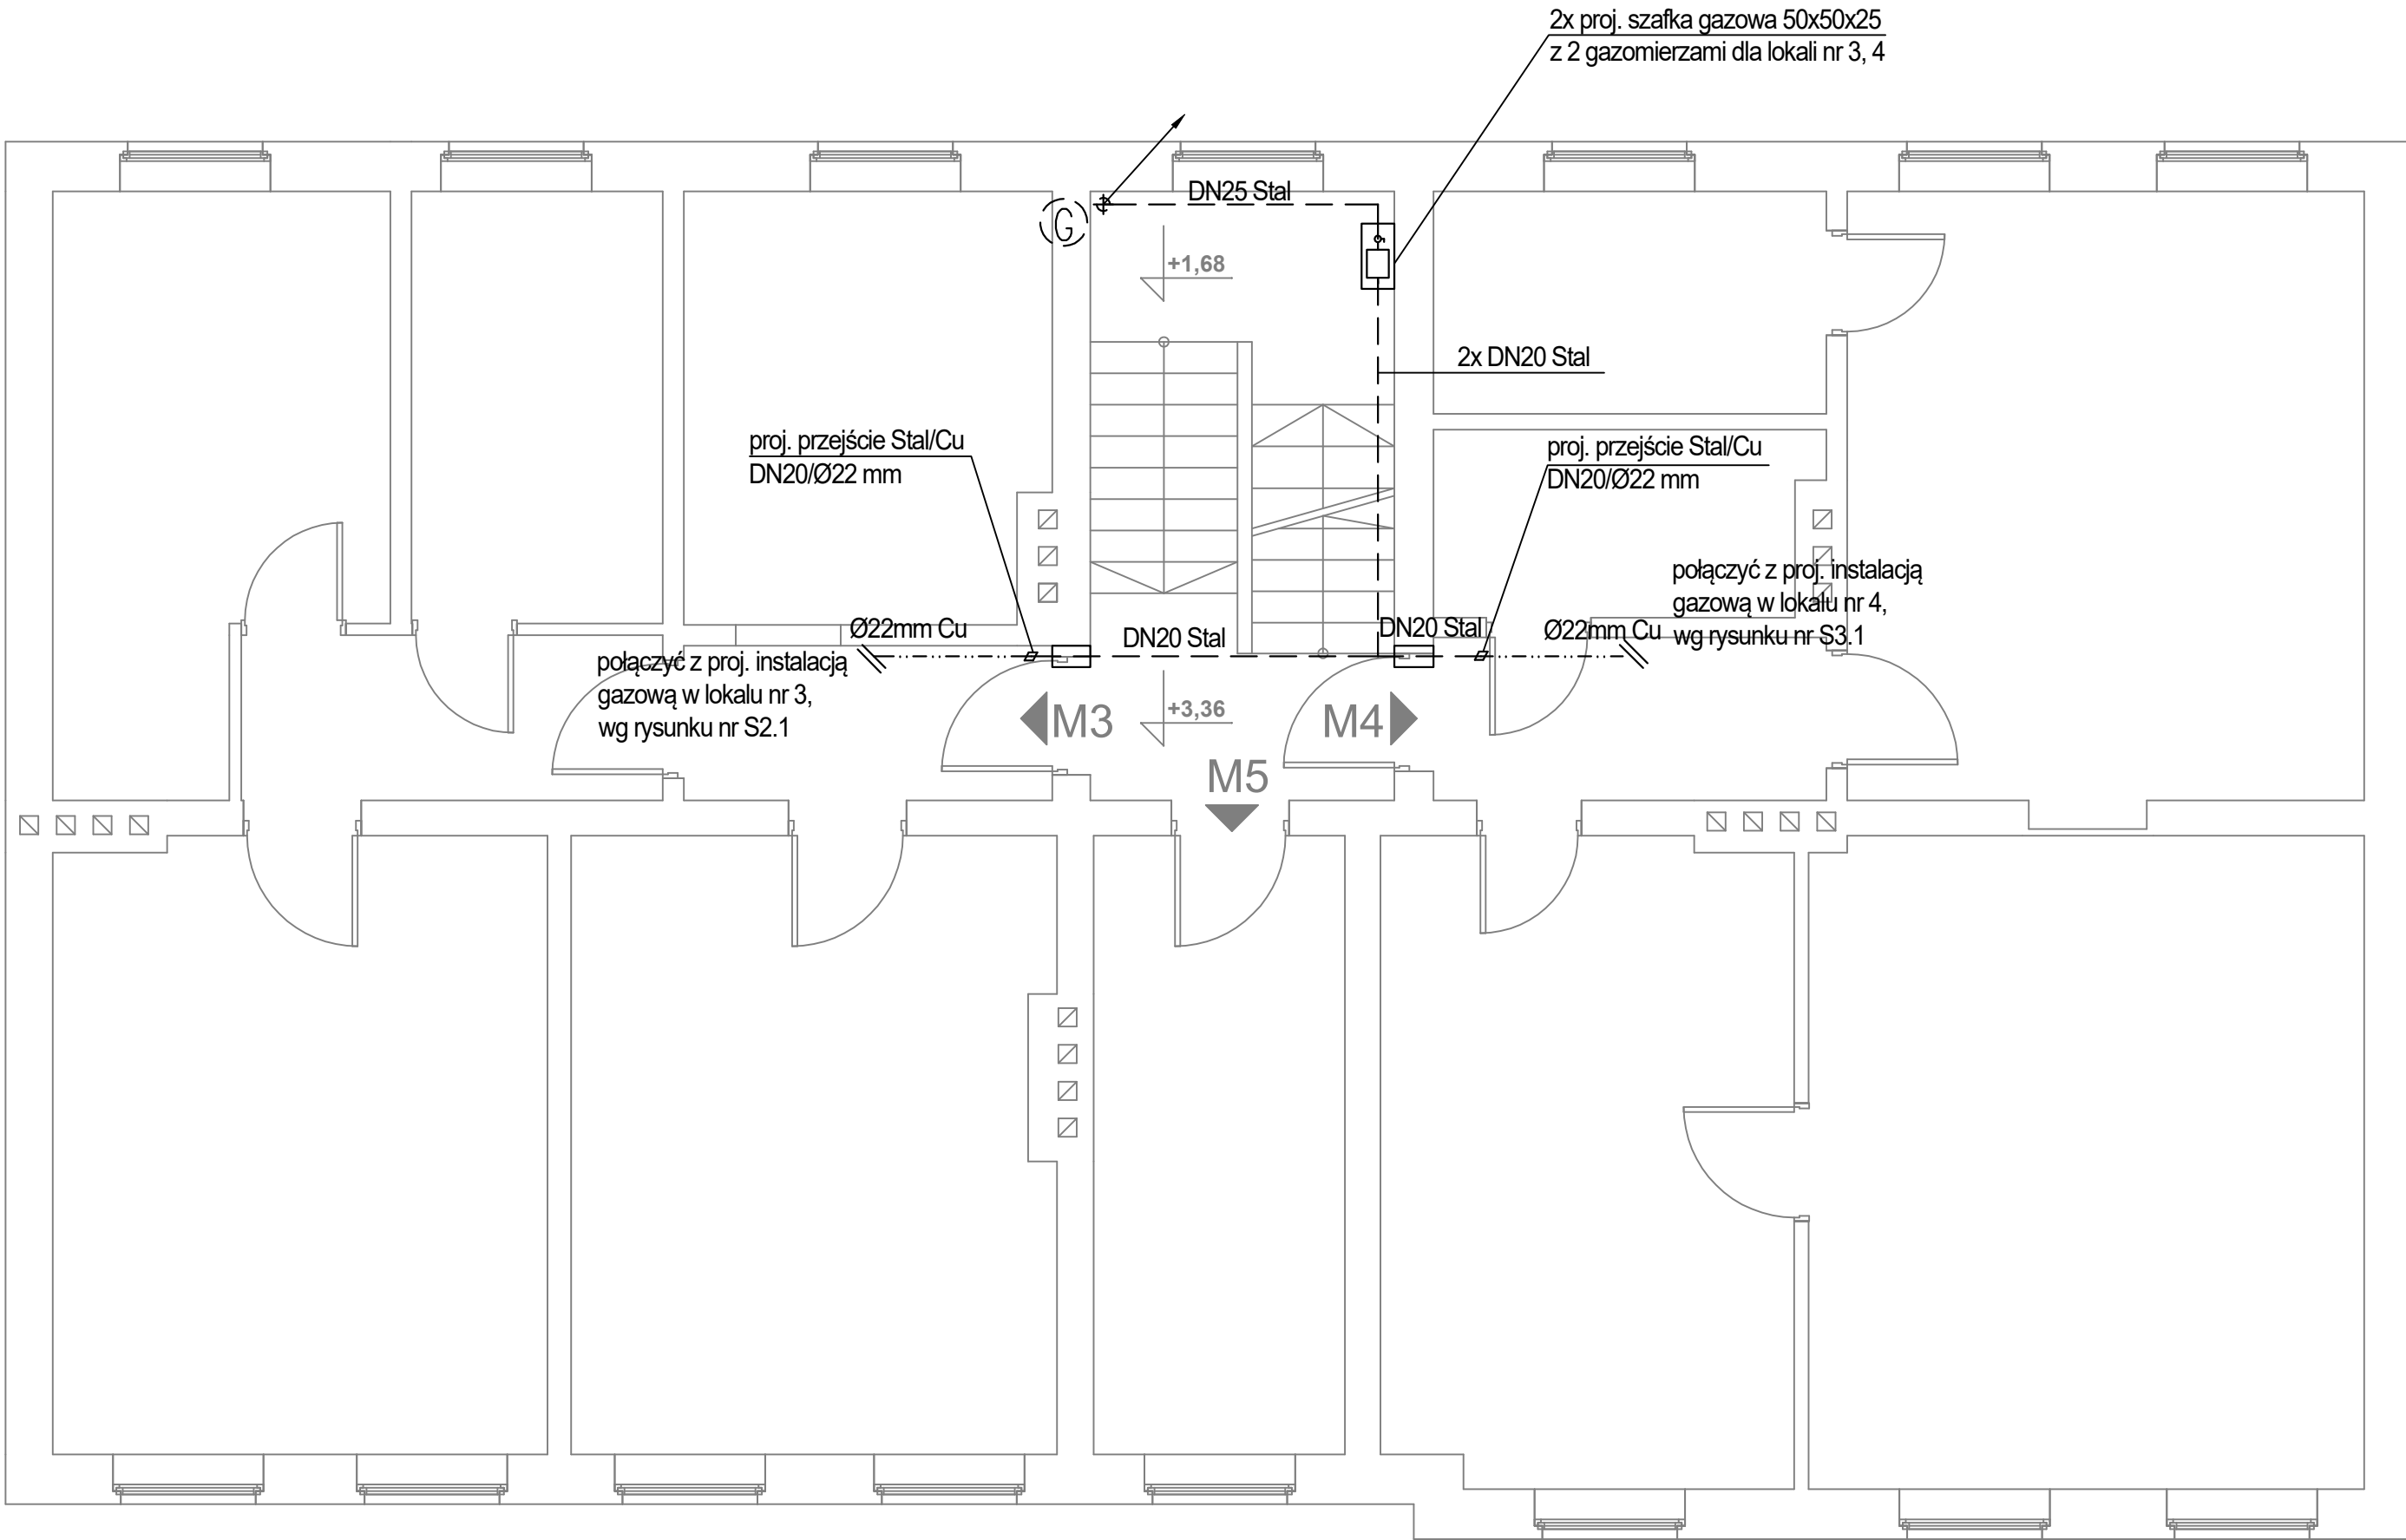 2x proj. szafka gazowa 50x50x25
z 2 gazomierzami dla lokali nr 3, 4
DN25 Stal
G
+1,68
2x DN20 Stal
proj. przejście Stal/Cu
DN20/Ø22 mm
proj. przejście Stal/Cu
DN20/Ø22 mm
połączyć z proj. instalacją
gazową w lokalu nr 4,
wg rysunku nr S3.1
Ø22mm Cu
DN20 Stal
DN20 Stal
Ø22mm Cu
połączyć z proj. instalacją
gazową w lokalu nr 3,
wg rysunku nr S2.1
M3
+3,36
M4
M5